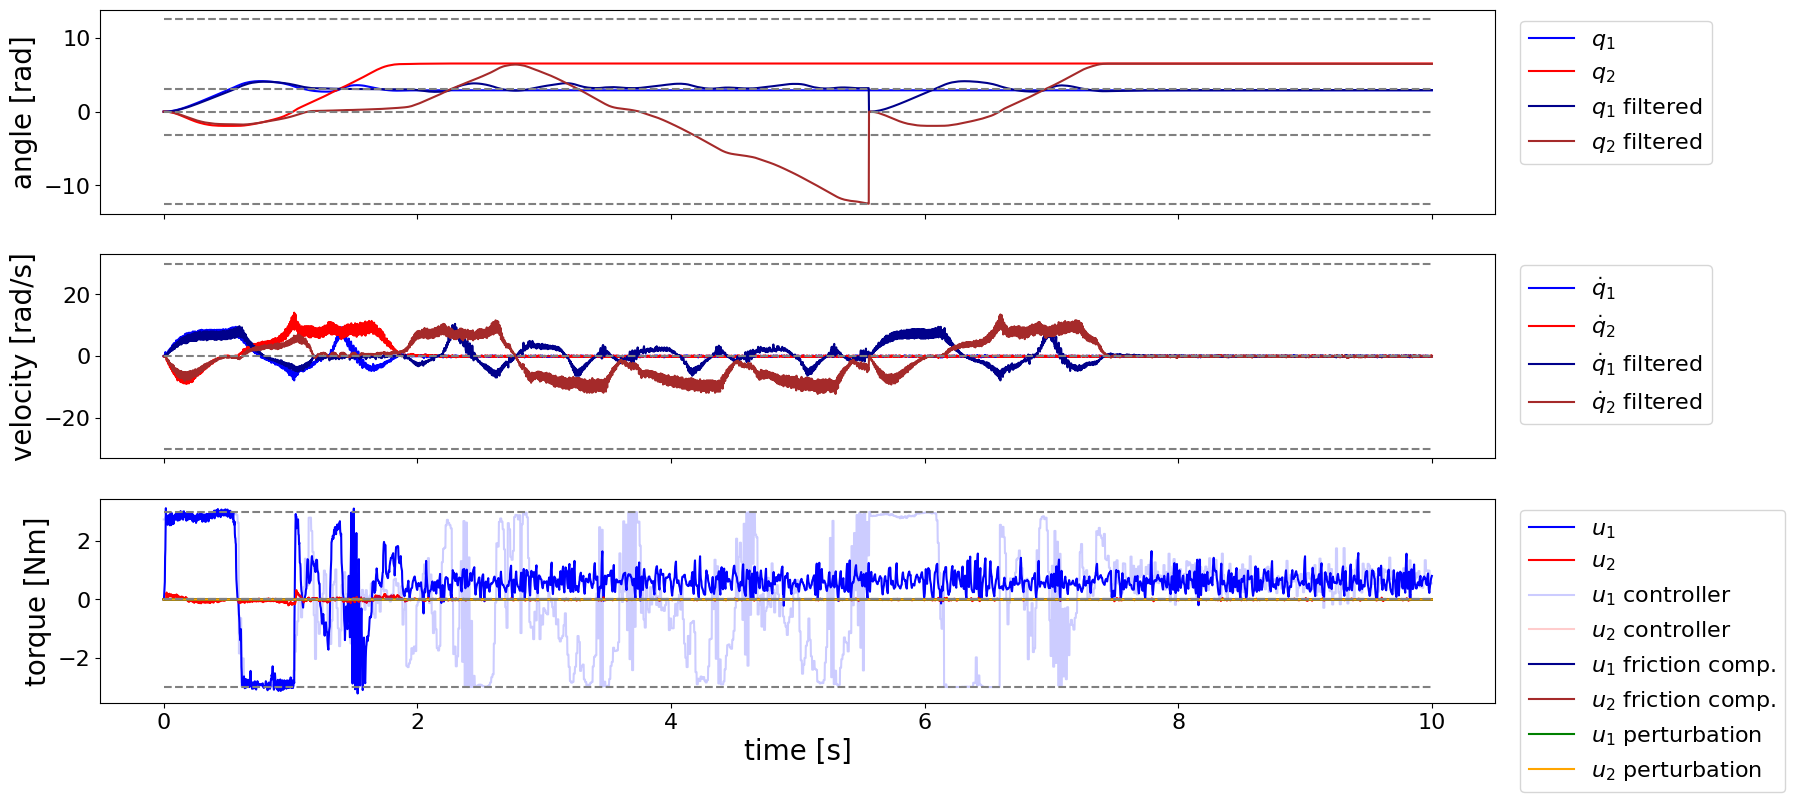 angle [rad]
10
0
−10
q₁
q₂
q₁ filtered
q₂ filtered
velocity [rad/s]
20
0
−20
q̇₁
q̇₂
q̇₁ filtered
q̇₂ filtered
torque [Nm]
2
0
−2
0 2 4 6 8 10
time [s]
u₁
u₂
u₁ controller
u₂ controller
u₁ friction comp.
u₂ friction comp.
u₁ perturbation
u₂ perturbation